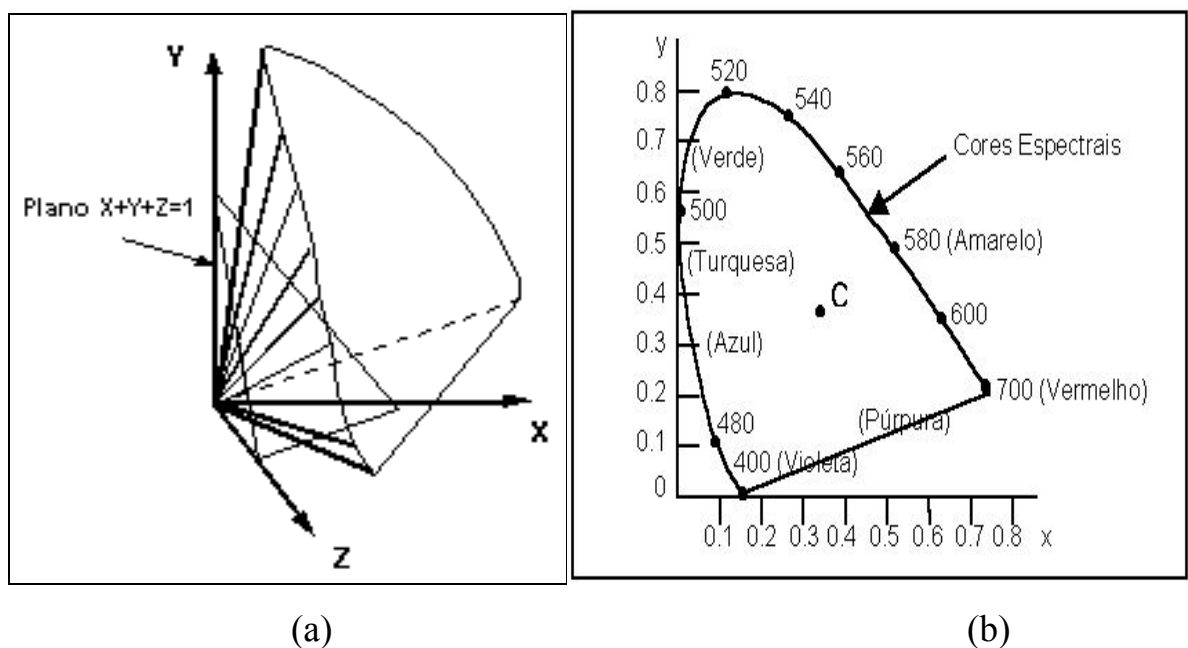 Y
Plano X+Y+Z=1
X
Z
(a)
y
520
0.8
540
0.7
(Verde)
560
Cores Espectrais
0.6
500
0.5
580 (Amarelo)
(Turquesa)
0.4
C
600
0.3
(Azul)
0.2
700 (Vermelho)
(Púrpura)
480
0.1
400 (Violeta)
0
0.1 0.2 0.3 0.4 0.5 0.6 0.7 0.8 x
(b)